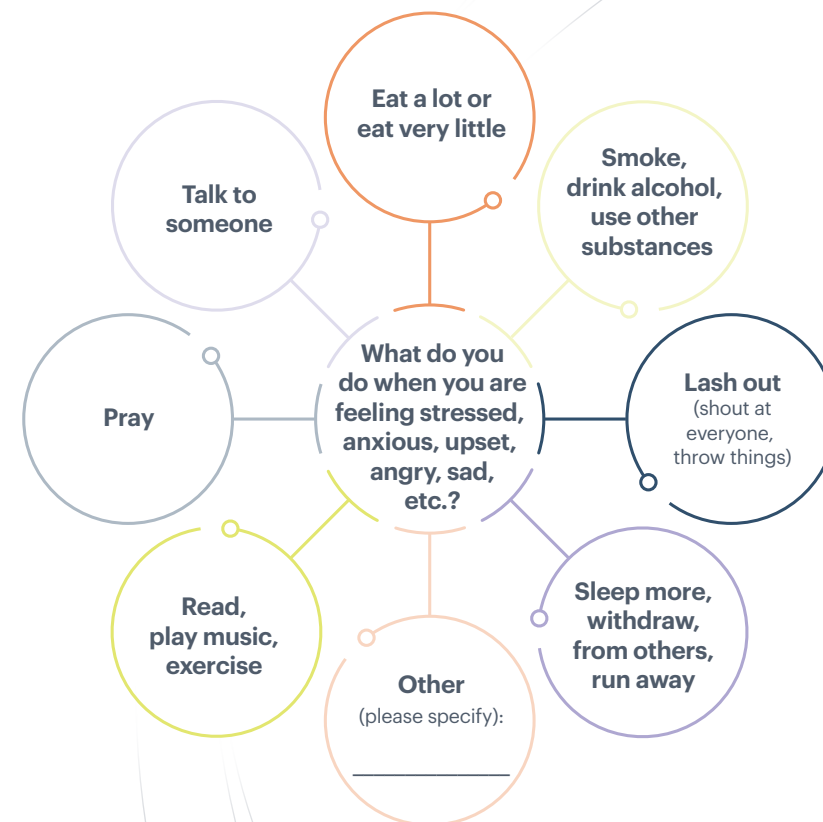 Eat a lot or
eat very little
Smoke,
drink alcohol,
use other
substances
Talk to
someone
What do you
do when you are
feeling stressed,
anxious, upset,
angry, sad,
etc.?
Lash out
(shout at
everyone,
throw things)
Pray
Sleep more,
withdraw,
from others,
run away
Read,
play music,
exercise
Other
(please specify):